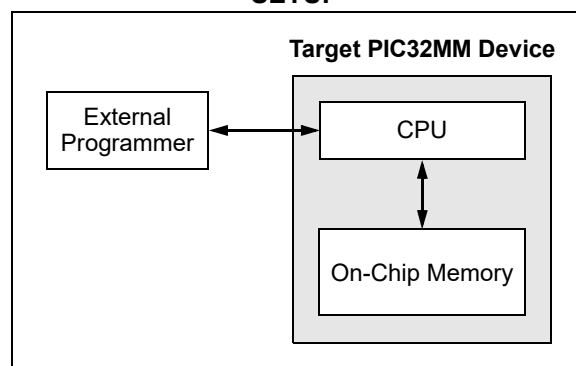 Target PIC32MM Device
External
Programmer
CPU
On-Chip Memory